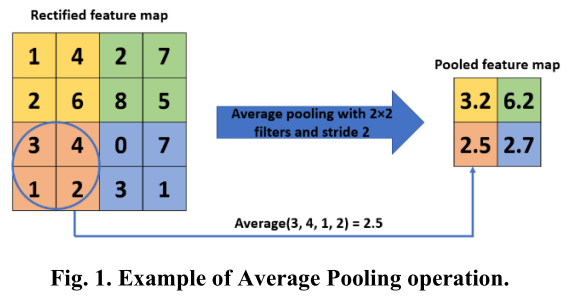 Rectified feature map
1 4 2 7
2 6 8 5
3 4 0 7
1 2 3 1
Average pooling with 2×2
filters and stride 2
Pooled feature map
3.2 6.2
2.5 2.7
Average(3, 4, 1, 2) = 2.5
Fig. 1. Example of Average Pooling operation.